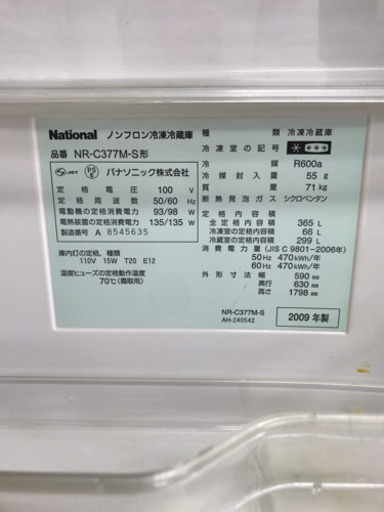 National ノンフロン冷凍冷蔵庫
品番 NR-C377M-S形
JET PS E パナソニック株式会社
定格電圧 100 V
定格周波数 50/60 Hz
電動機の定格消費電力 93/98 W
電熱装置の定格消費電力 135/135 W
製造番号 A 8545635
庫内灯の定格、種類
110V 15W T20 E12
温度ヒューズの定格動作温度
70℃(霜取用)
種類 冷凍冷蔵庫
冷凍室の記号
冷媒 R600a
冷媒封入量 55 g
質量 71 kg
断熱発泡ガス シクロペンタン
定格内容積
全定格内容積 365 L
冷凍室の定格内容積 66 L
冷蔵室の定格内容積 299 L
消費電力量(JIS C 9801-2006年)
50Hz 470 kWh/年
60Hz 470 kWh/年
外形寸法 幅 590 mm
奥行 630 mm
高さ 1798 mm
NR-C377M-S
AH-240542
2009 年製